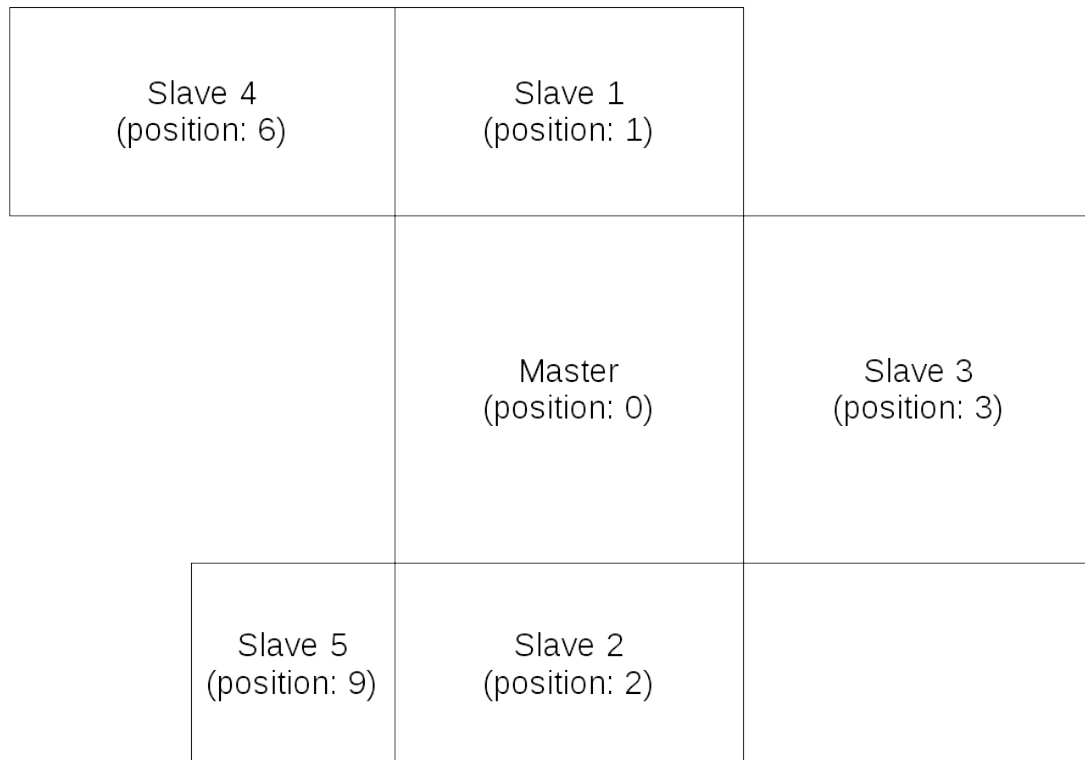 Slave 4
(position: 6)
Slave 1
(position: 1)
Master
(position: 0)
Slave 3
(position: 3)
Slave 5
(position: 9)
Slave 2
(position: 2)